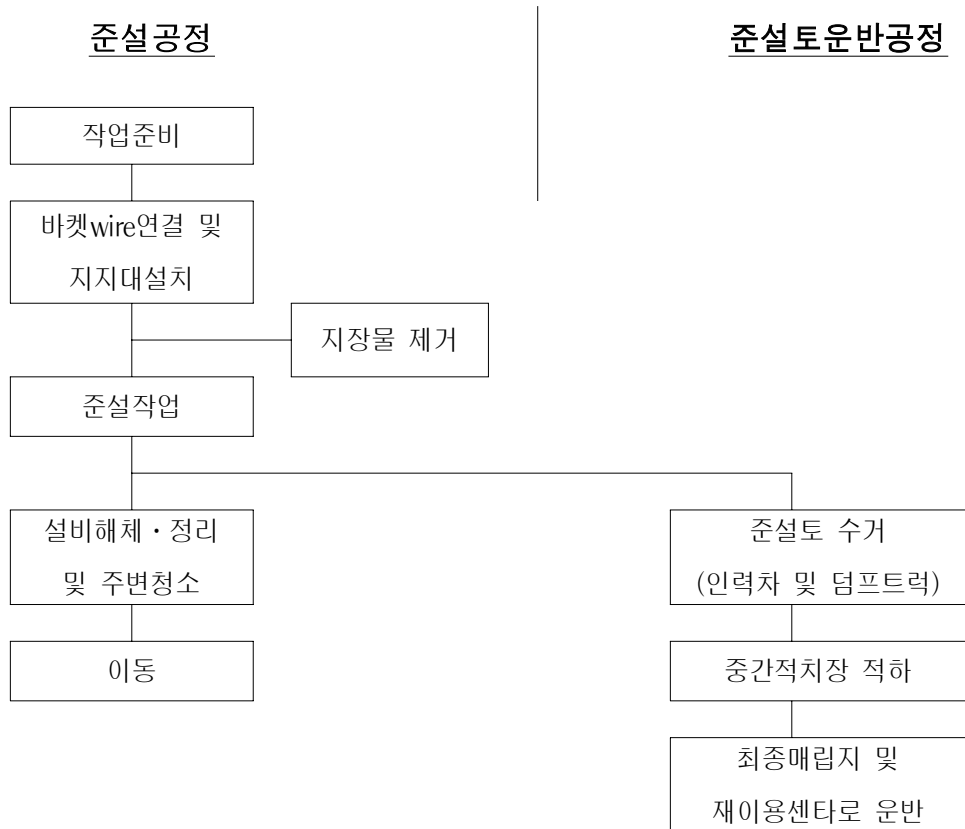 준설공정
준설토운반공정
작업준비
바켓wire연결 및
지지대설치
지장물 제거
준설작업
설비해체·정리
및 주변청소
이동
준설토 수거
(인력차 및 덤프트럭)
중간적치장 적하
최종매립지 및
재이용센타로 운반